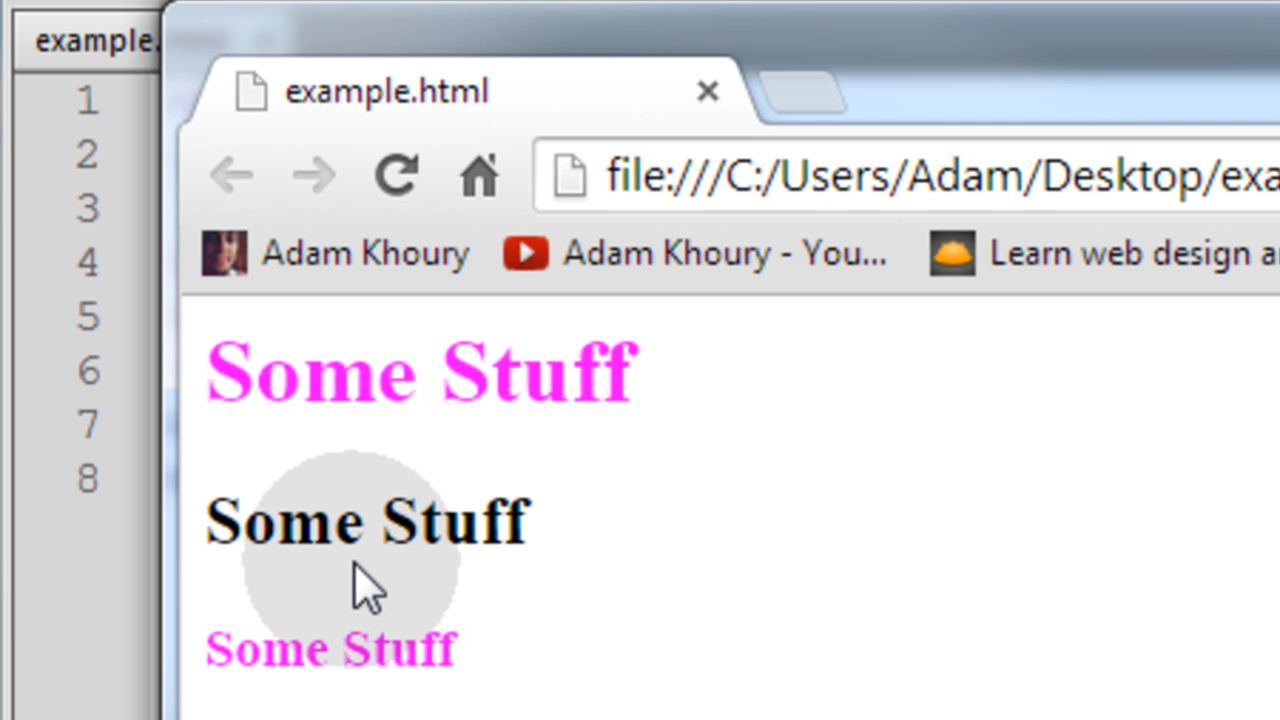 example.
example.html
file:///C:/Users/Adam/Desktop/exa
Adam Khoury
Adam Khoury - You...
Learn web design a
1
2
3
4
5
6
7
8
Some Stuff
Some Stuff
Some Stuff